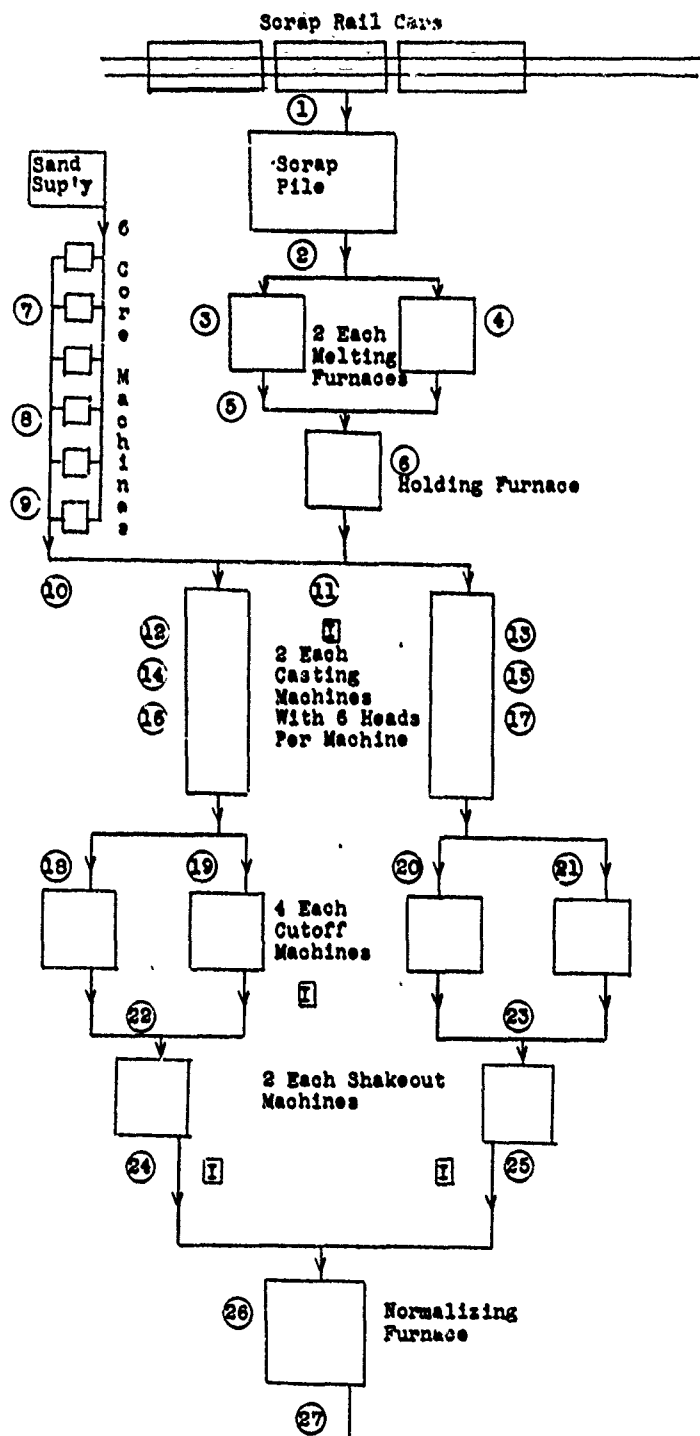 Scrap Rail Cars
1
Sand
Sup'y
Scrap
Pile
6 Core Machines
2
3
4
7
2 Each
Melting
Furnaces
5
8
6
Holding Furnace
9
10
11
I
12
13
2 Each
Casting
Machines
With 6 Heads
Per Machine
14
15
16
17
18
19
20
21
4 Each
Cutoff
Machines
I
22
23
2 Each Shakeout
Machines
24
I
I
25
26
Normalizing
Furnace
27